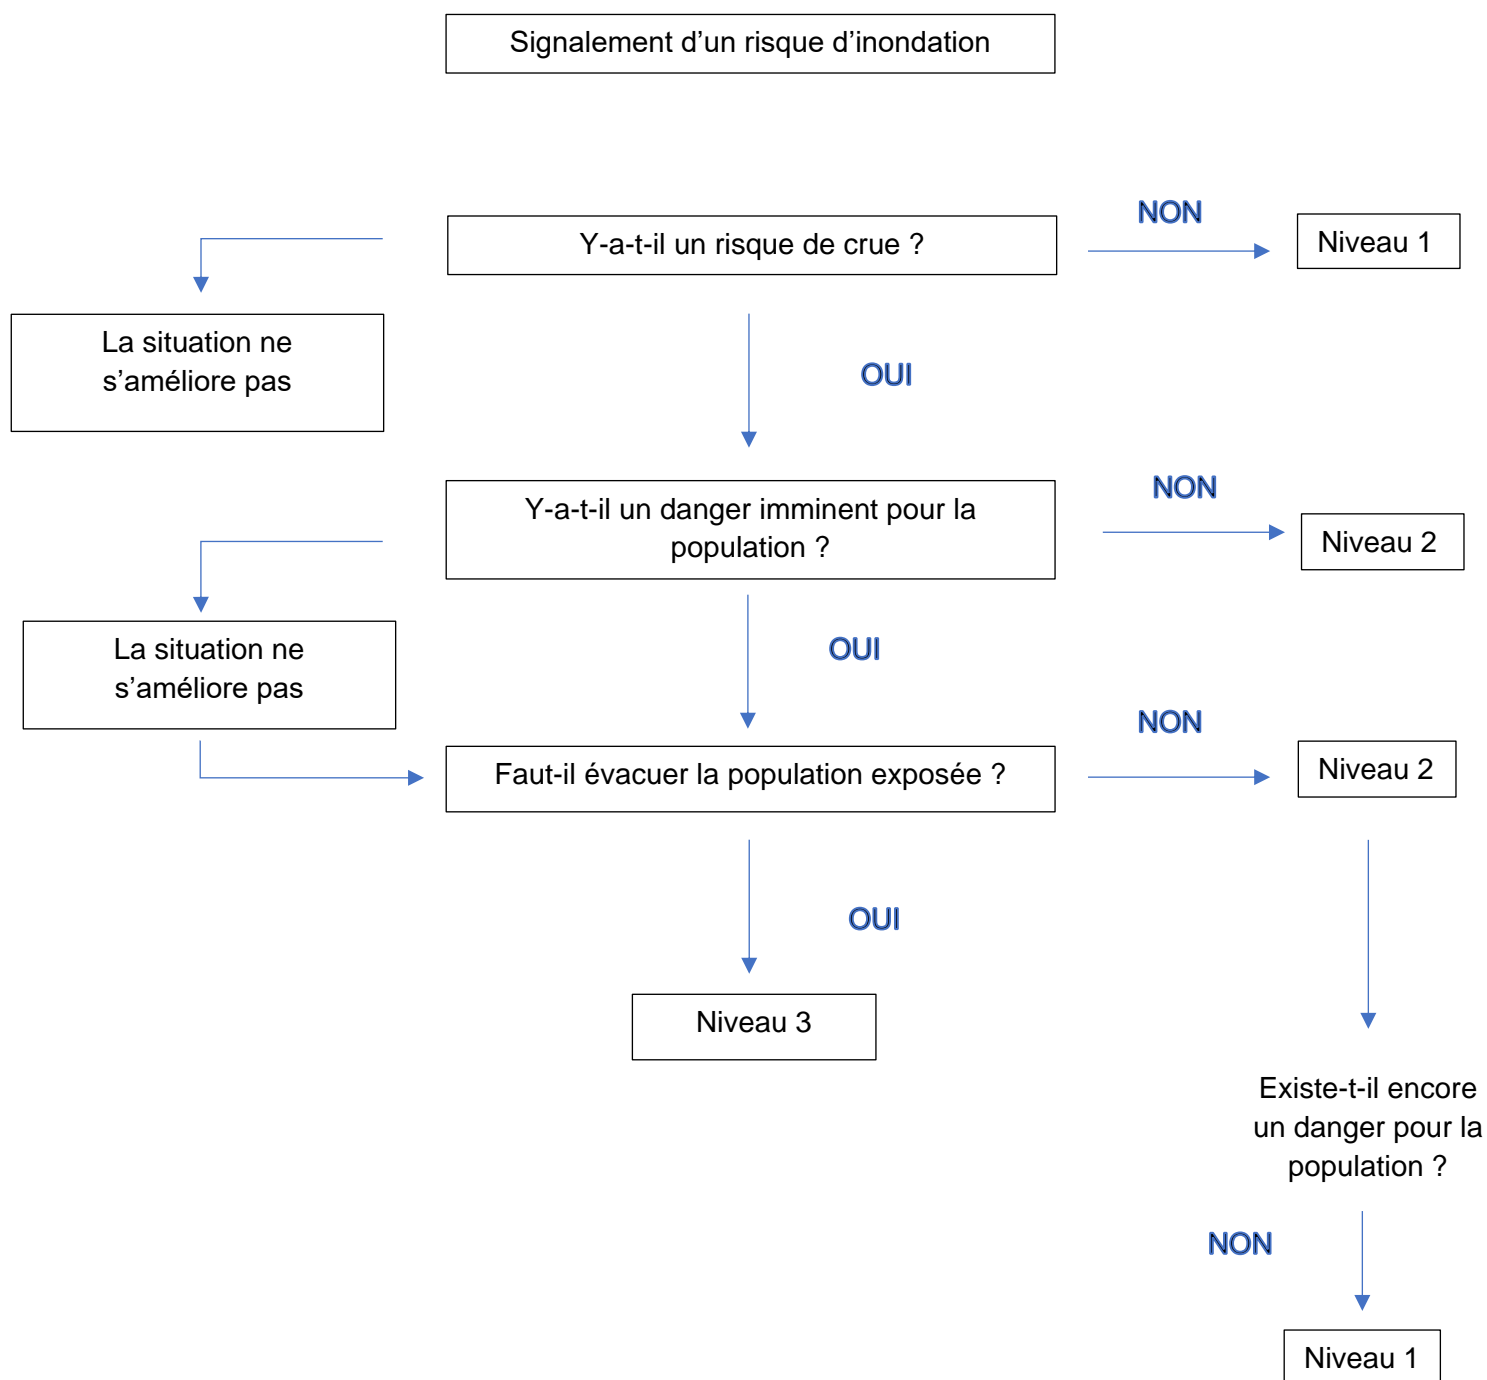 Signalement d’un risque d’inondation
NON
Y-a-t-il un risque de crue ?
Niveau 1
La situation ne
s’améliore pas
OUI
NON
Y-a-t-il un danger imminent pour la
population ?
Niveau 2
La situation ne
s’améliore pas
OUI
NON
Faut-il évacuer la population exposée ?
Niveau 2
OUI
Niveau 3
Existe-t-il encore
un danger pour la
population ?
NON
Niveau 1